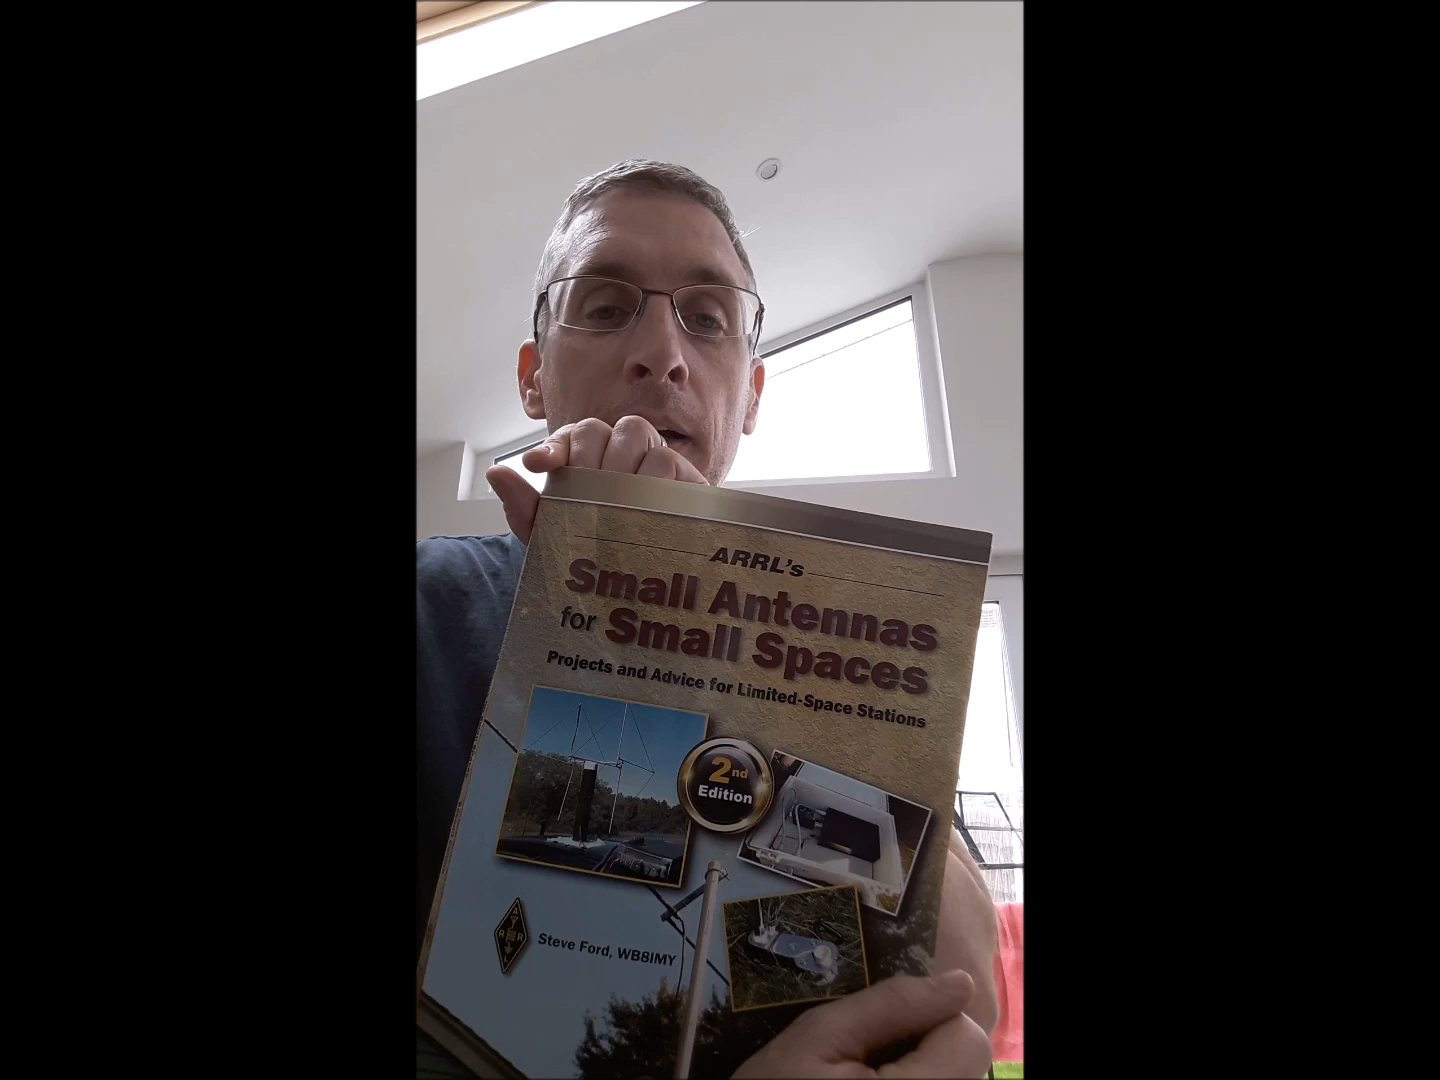 ARRL's
Small Antennas
for Small Spaces
Projects and Advice for Limited-Space Stations
2nd
Edition
A
R R
L
Steve Ford, WB8IMY